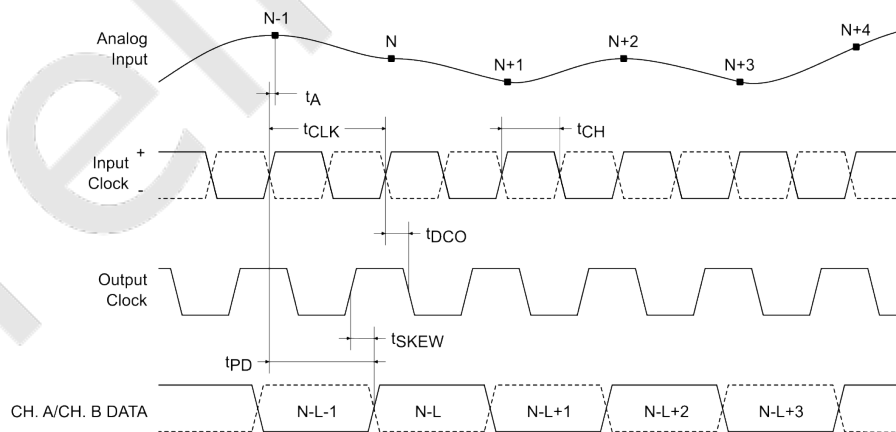 N-1
N
N+1
N+2
N+3
N+4
Analog
Input
tA
tCLK
tCH
Input
Clock
+
-
tDCO
Output
Clock
tSKEW
tPD
CH. A/CH. B DATA
N-L-1
N-L
N-L+1
N-L+2
N-L+3